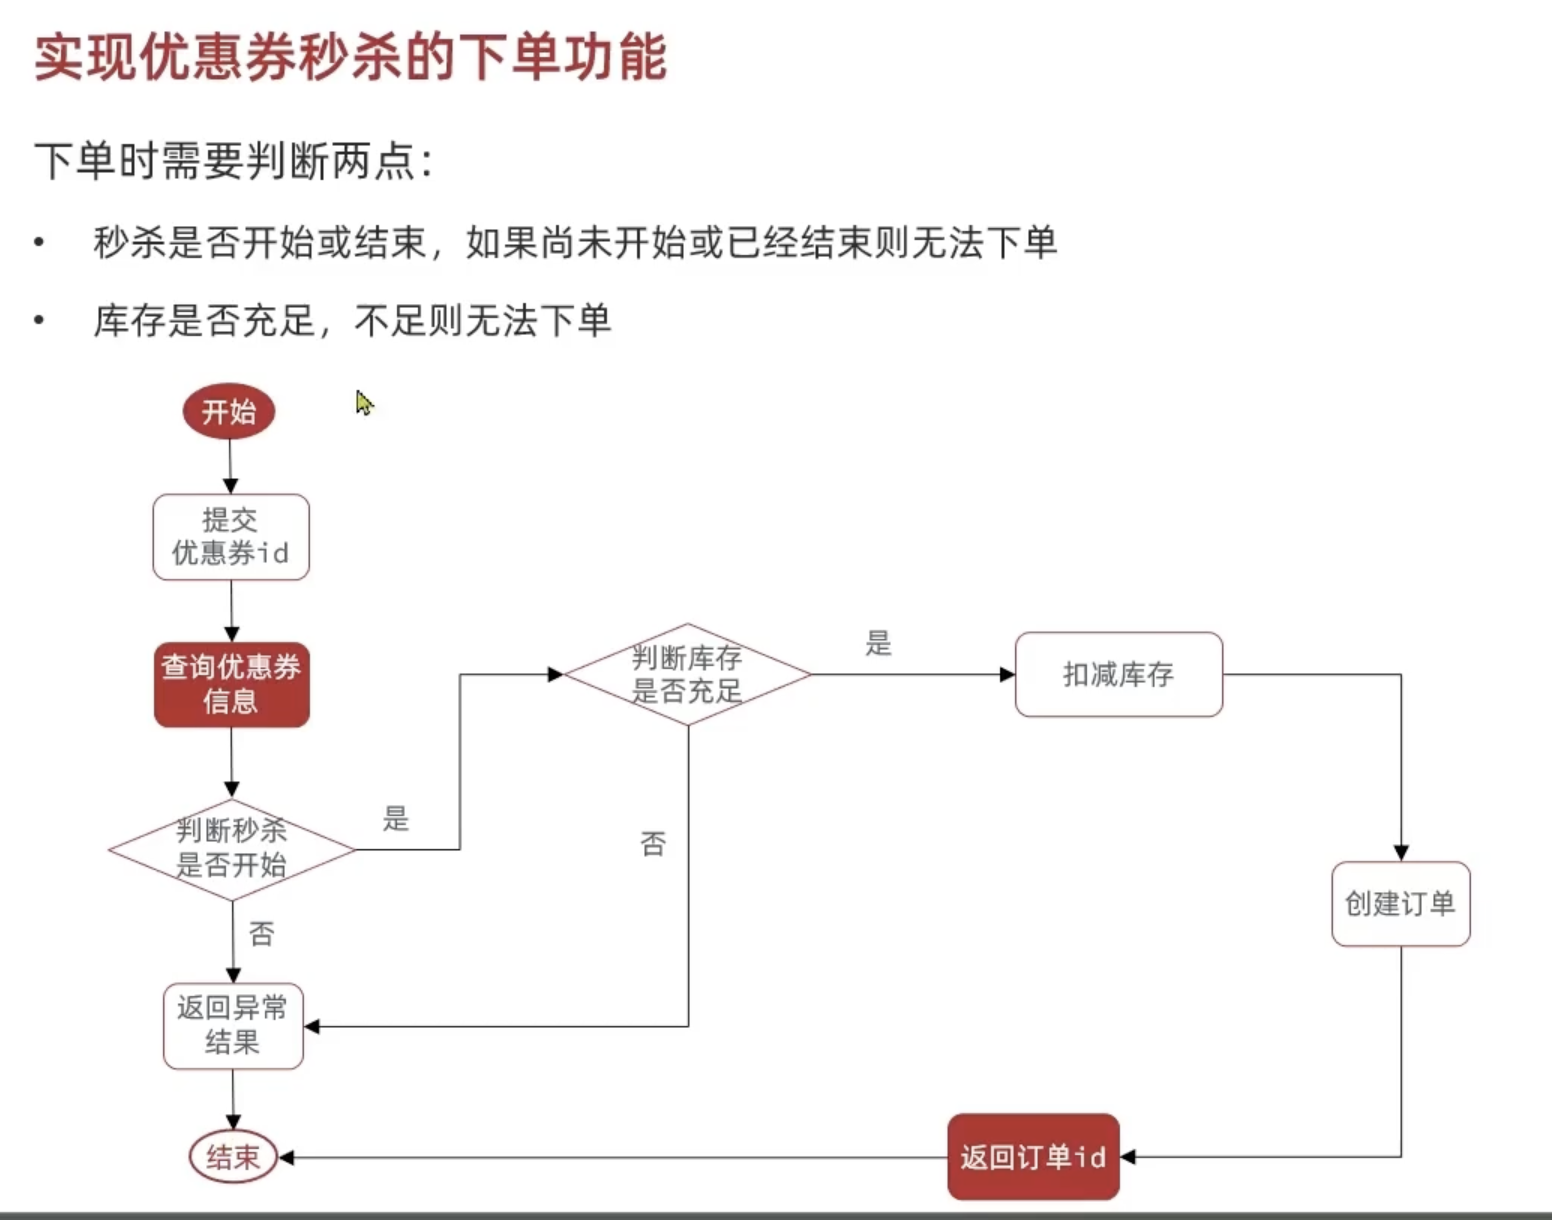 实现优惠券秒杀的下单功能
下单时需要判断两点：
• 秒杀是否开始或结束，如果尚未开始或已经结束则无法下单
• 库存是否充足，不足则无法下单
开始
提交
优惠券id
查询优惠券
信息
判断秒杀
是否开始
是
否
返回异常
结果
结束
判断库存
是否充足
是
否
扣减库存
创建订单
返回订单id